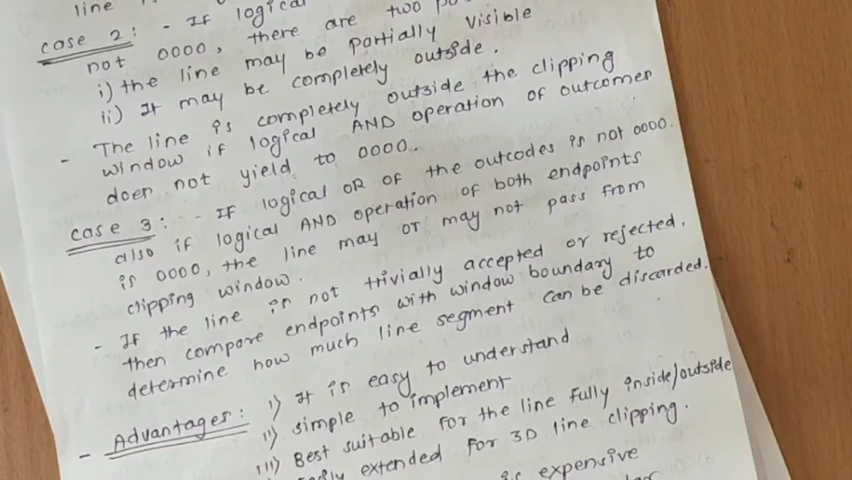 line
case 2: - If logical
not 0000, there are two
i) the line may be partially visible
ii) It may be completely outside.
- The line is completely outside the clipping
window if logical AND operation of outcomes
does not yield to 0000.
case 3: - If logical OR of the outcodes is not 0000.
also if logical AND operation of both endpoints
is 0000, the line may or may not pass from
clipping window.
- If the line is not trivially accepted or rejected.
then compare endpoints with window boundary to
determine how much line segment can be discarded.
- Advantages: i) It is easy to understand
ii) simple to implement
iii) Best suitable for the line fully inside/outside
extended for 3D line clipping.
is expensive